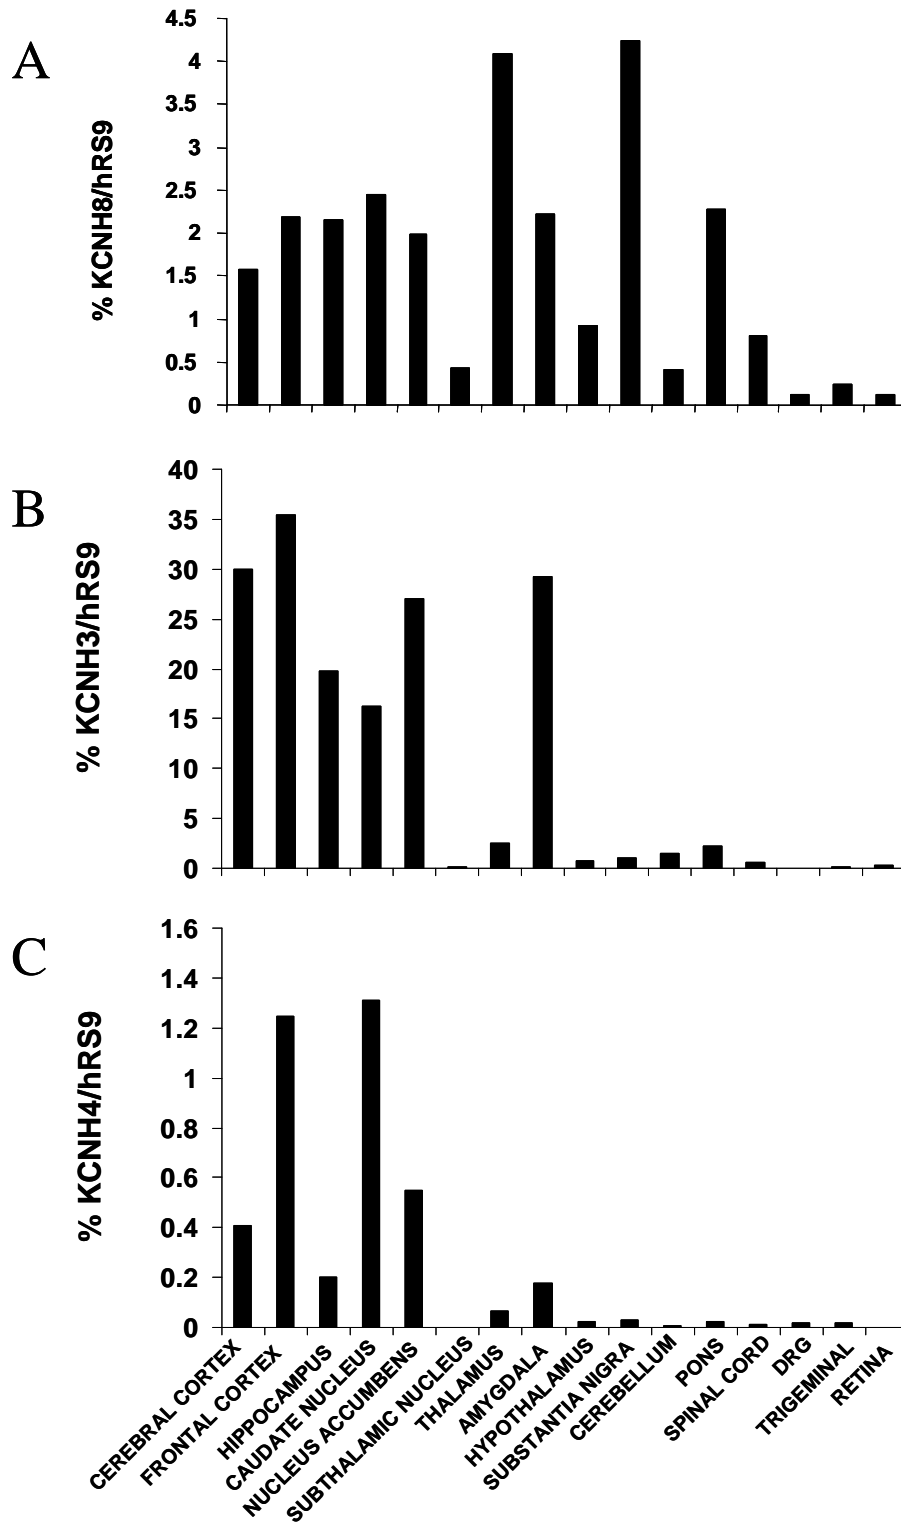 A
% KCNH8/hRS9
4.5
4
3.5
3
2.5
2
1.5
1
0.5
0
B
% KCNH3/hRS9
40
35
30
25
20
15
10
5
0
C
% KCNH4/hRS9
1.6
1.4
1.2
1
0.8
0.6
0.4
0.2
0
CEREBRAL CORTEX
FRONTAL CORTEX
HIPPOCAMPUS
CAUDATE NUCLEUS
NUCLEUS ACCUMBENS
SUBTHALAMIC NUCLEUS
THALAMUS
AMYGDALA
HYPOTHALAMUS
SUBSTANTIA NIGRA
CEREBELLUM
PONS
SPINAL CORD
DRG
TRIGEMINAL
RETINA